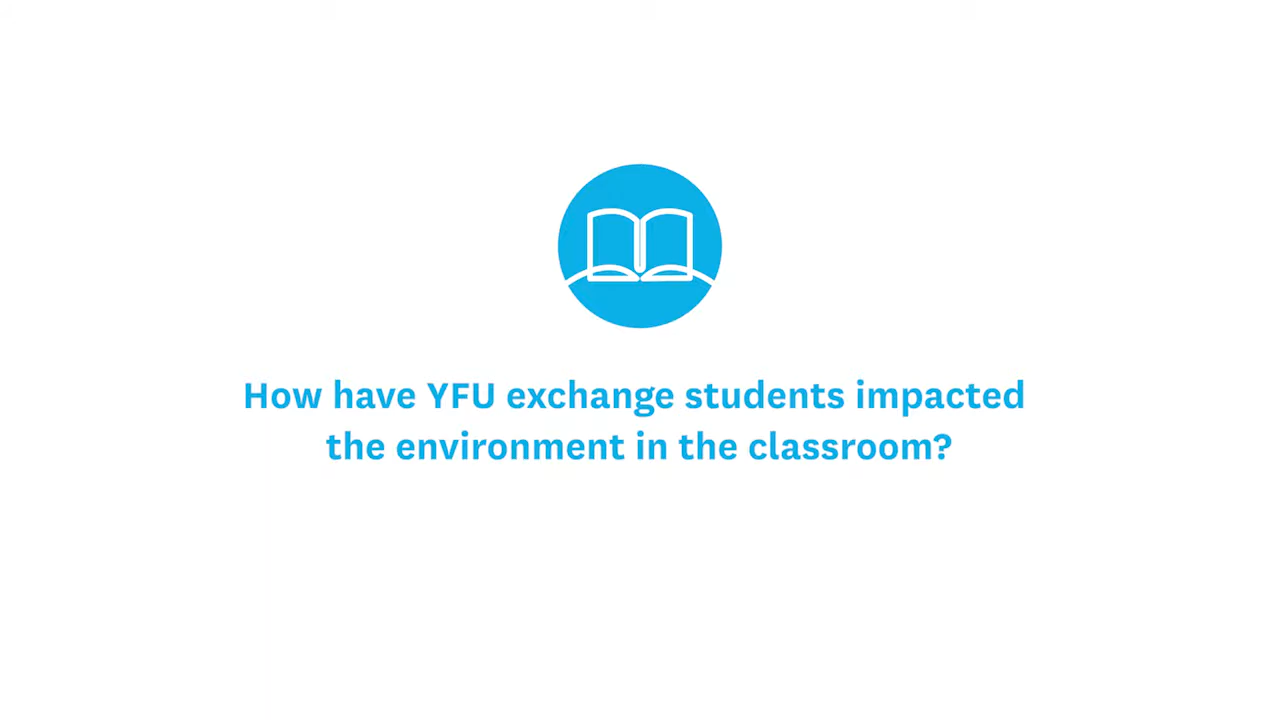 How have YFU exchange students impacted
the environment in the classroom?